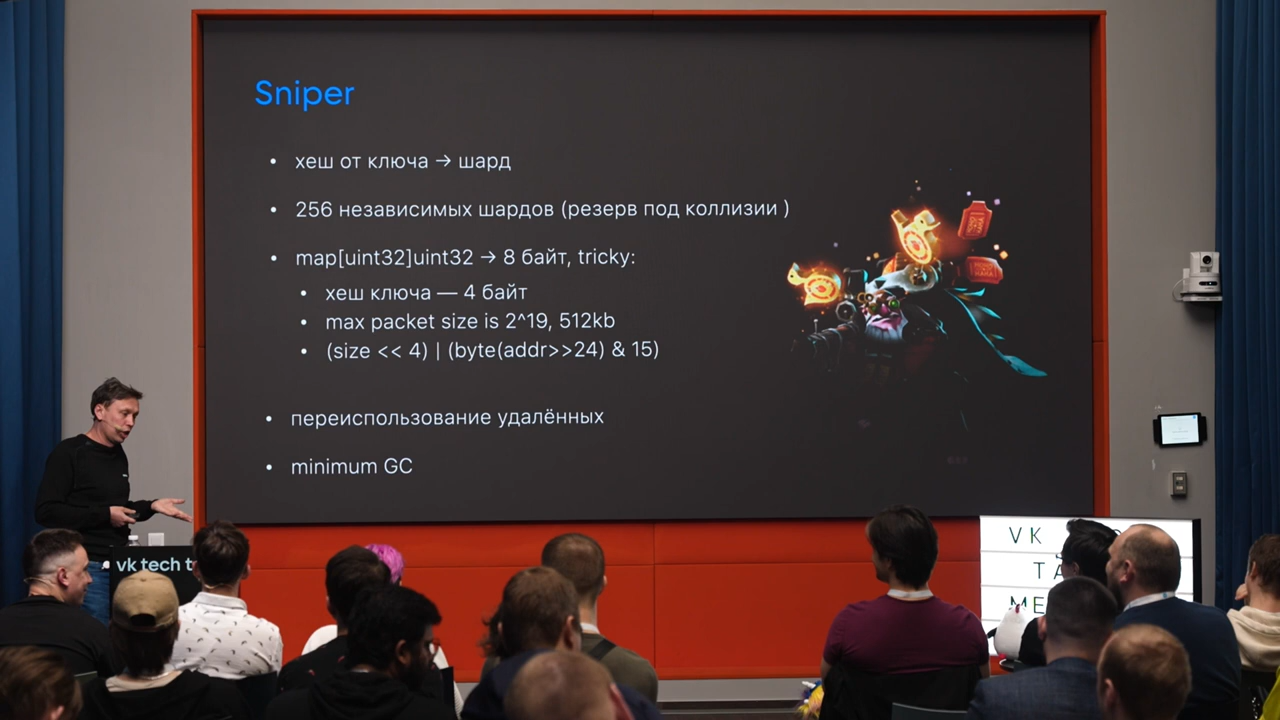 Sniper
• хеш от ключа → шард
• 256 независимых шардов (резерв под коллизии )
• map[uint32]uint32 → 8 байт, tricky:
• хеш ключа — 4 байт
• max packet size is 2^19, 512kb
• (size << 4) | (byte(addr>>24) & 15)
• переиспользование удалённых
• minimum GC
vk tech t
VK
ME